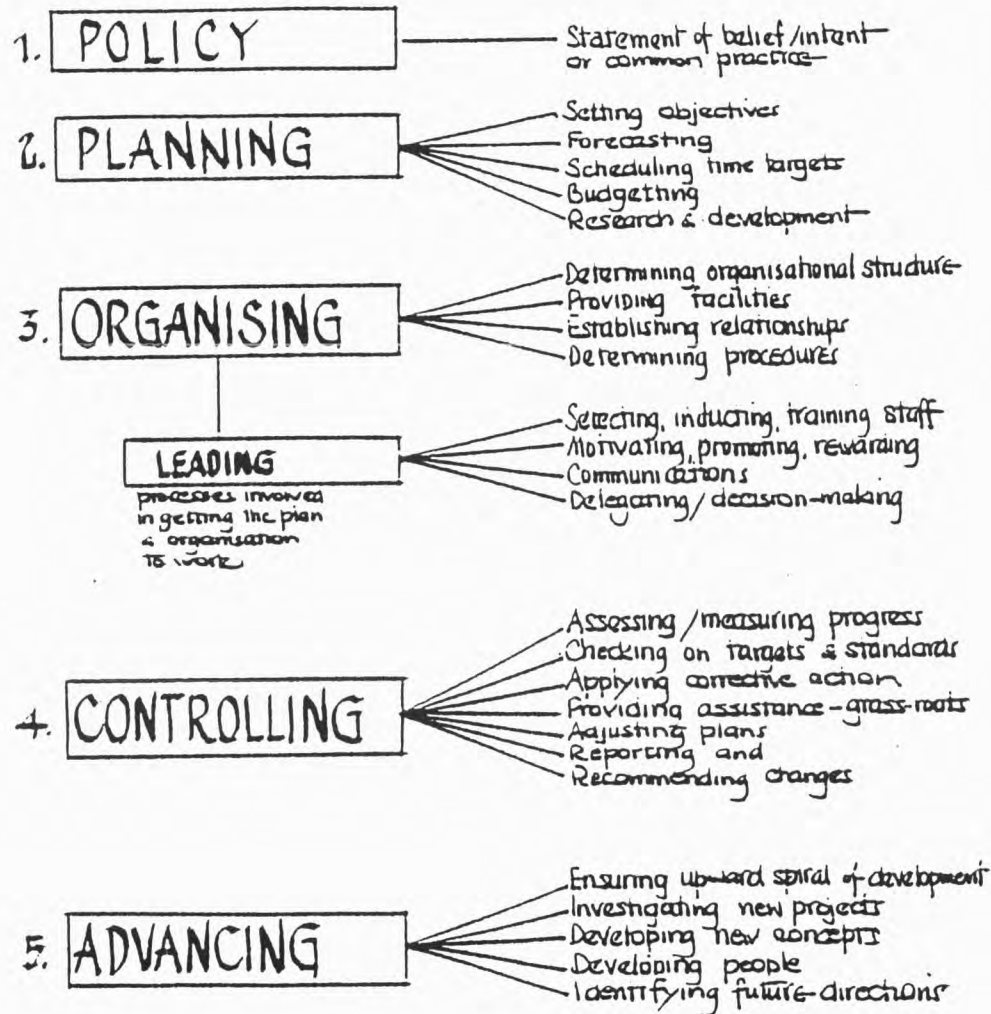 1. POLICY
Statement of belief/intent
or common practice
2. PLANNING
Setting objectives
Forecasting
Scheduling time targets
Budgetting
Research & development
3. ORGANISING
Determining organisational structure
Providing facilities
Establishing relationships
Determining procedures
LEADING
processes involved
in getting the plan
& organisation
to work
Selecting, inducting, training staff
Motivating, promoting, rewarding
Communications
Delegating/decision-making
4. CONTROLLING
Assessing/measuring progress
Checking on targets & standards
Applying corrective action
Providing assistance-grass-roots
Adjusting plans
Reporting and
Recommending changes
5. ADVANCING
Ensuring upward spiral of development
Investigating new projects
Developing new concepts
Developing people
Identifying future directions